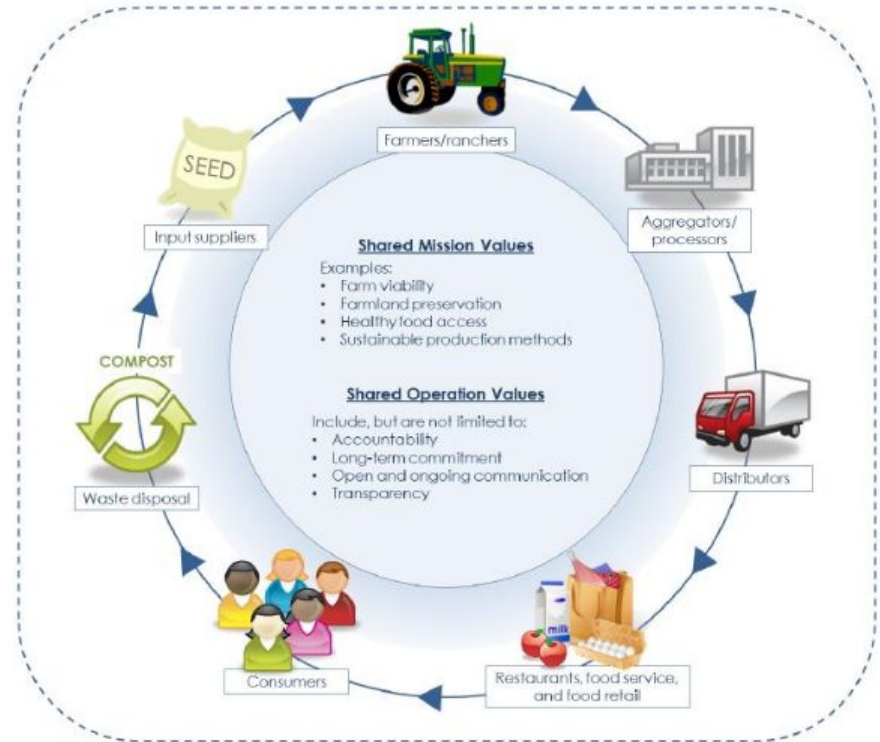 Farmers/ranchers
Aggregators/
processors
Distributors
milk
Restaurants, food service,
and food retail
Consumers
Waste disposal
COMPOST
Input suppliers
SEED
Shared Mission Values
Examples:
• Farm viability
• Farmland preservation
• Healthy food access
• Sustainable production methods
Shared Operation Values
Include, but are not limited to:
• Accountability
• Long-term commitment
• Open and ongoing communication
• Transparency